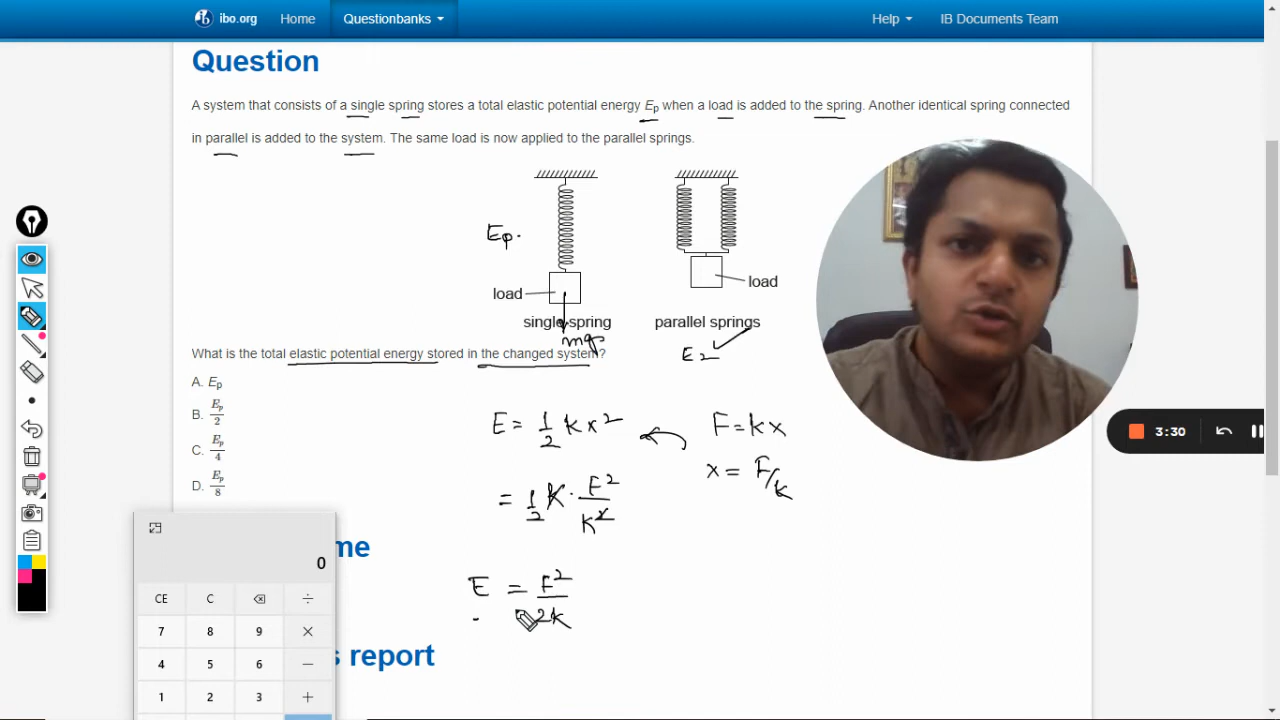 ibo.org Home Questionbanks Help IB Documents Team
Question
A system that consists of a single spring stores a total elastic potential energy Ep when a load is added to the spring. Another identical spring connected
in parallel is added to the system. The same load is now applied to the parallel springs.
Ep.
load
load
single spring
parallel springs
mg
E2
What is the total elastic potential energy stored in the changed system?
A. Ep
B. Ep/2
C. Ep/4
D. Ep/8
E = 1/2 k x²
F = kx
x = F/k
= 1/2 k · F²/k²
E = F²/2k
me
s report
3:30
0
CE C ÷
7 8 9 ×
4 5 6 −
1 2 3 +